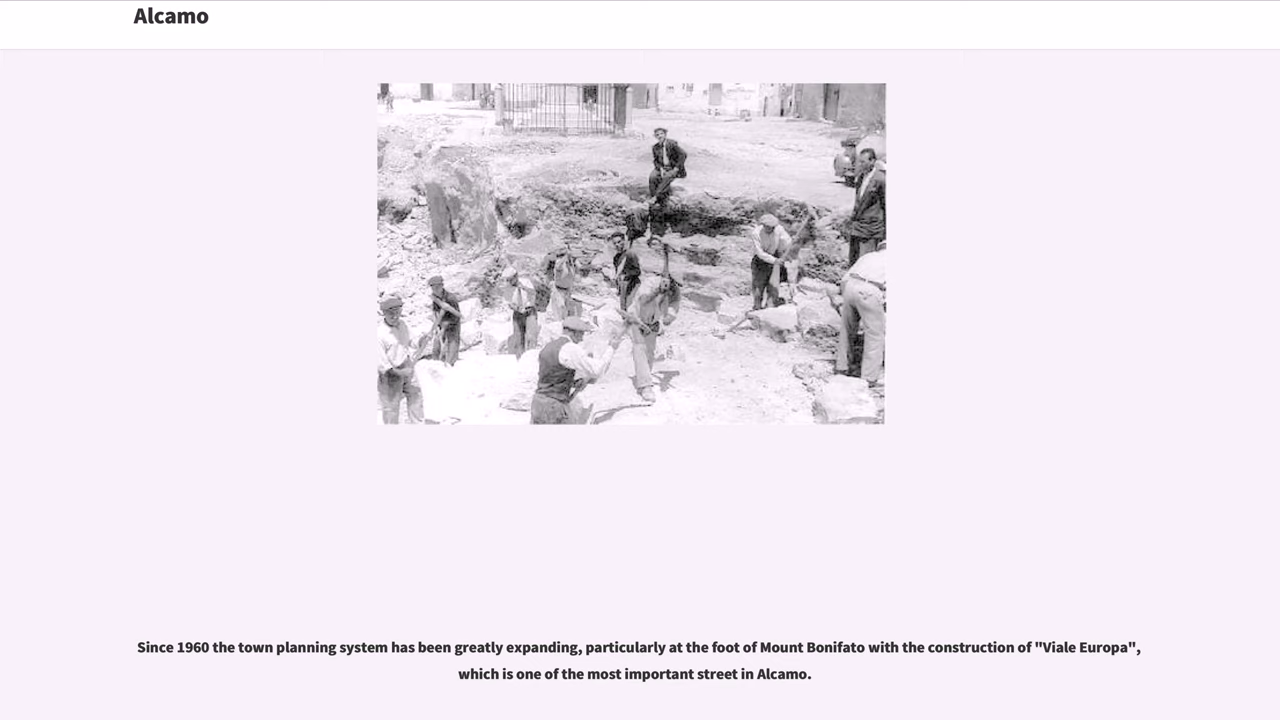 Alcamo
Since 1960 the town planning system has been greatly expanding, particularly at the foot of Mount Bonifato with the construction of "Viale Europa",
which is one of the most important street in Alcamo.